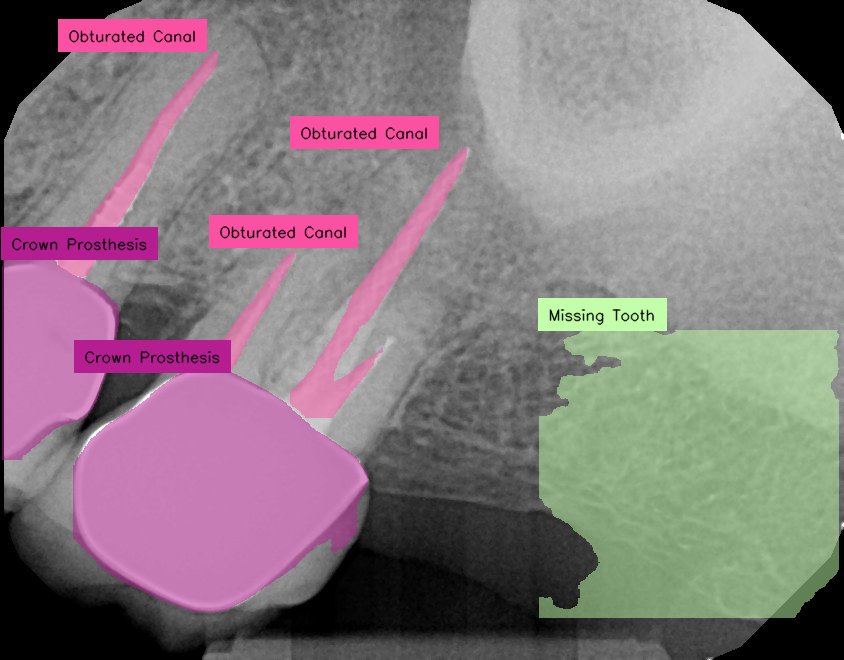 Obturated Canal
Obturated Canal
Obturated Canal
Crown Prosthesis
Missing Tooth
Crown Prosthesis